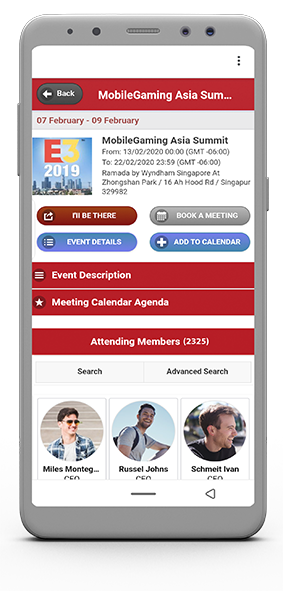 Back
MobileGaming Asia Sum...
07 February - 09 February
E3
2019
MobileGaming Asia Summit
From: 13/02/2020 00:00 (GMT -06:00)
To: 22/02/2020 23:59 (GMT -06:00)
Ramada by Wyndham Singapore At
Zhongshan Park / 16 Ah Hood Rd / Singapur
329982
I'll BE THERE
BOOK A MEETING
EVENT DETAILS
ADD TO CALENDAR
Event Description
Meeting Calendar Agenda
Attending Members (2325)
Search
Advanced Search
Miles Monteg...
Russel Johns
Schmeit Ivan
CEO
CEO
CEO